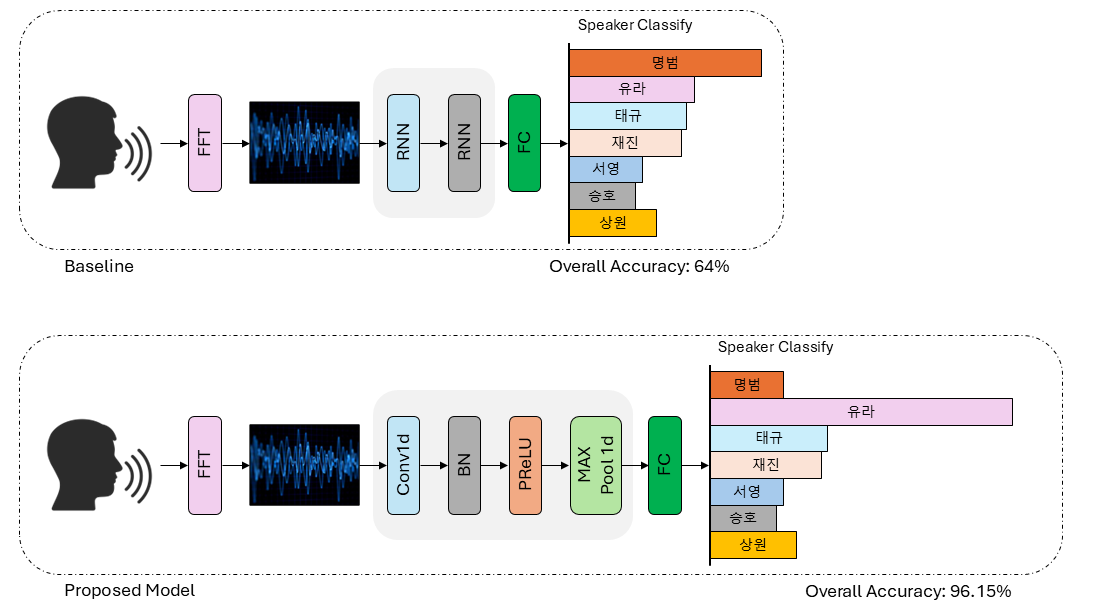 Speaker Classify
명범
유라
태규
재진
서영
승호
상원
FFT
RNN
RNN
FC
Baseline
Overall Accuracy: 64%
Speaker Classify
명범
유라
태규
재진
서영
승호
상원
FFT
Conv1d
BN
PReLU
MAX
Pool 1d
FC
Proposed Model
Overall Accuracy: 96.15%